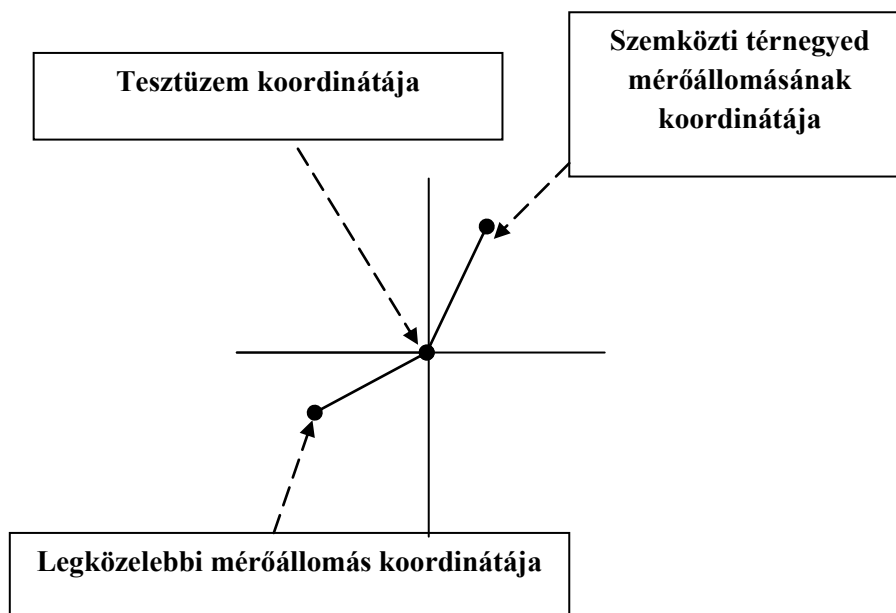 Tesztüzem koordinátája
Szemközti térnegyed
mérőállomásának
koordinátája
Legközelebbi mérőállomás koordinátája